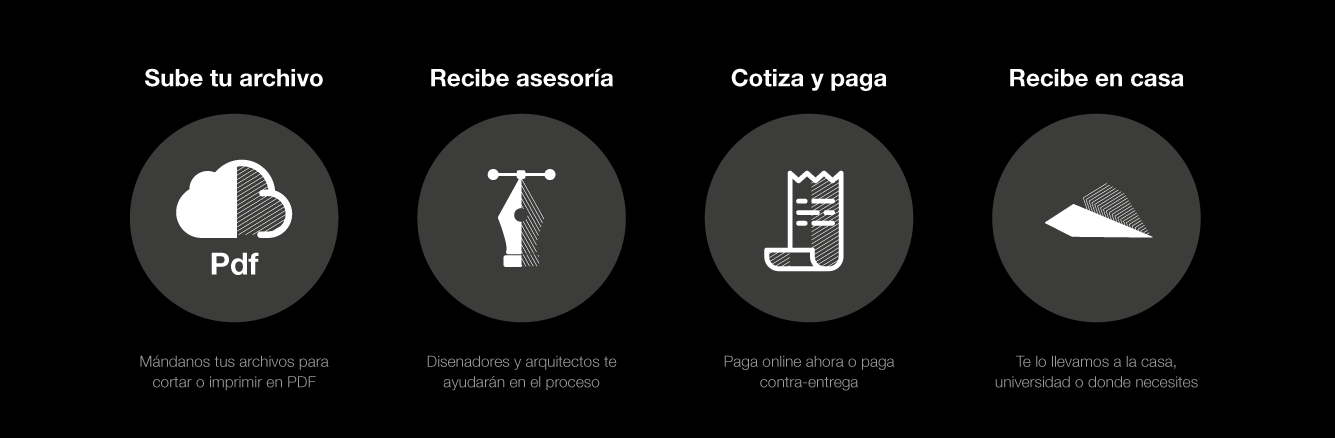 Sube tu archivo
Recibe asesoría
Cotiza y paga
Recibe en casa
Pdf
Mándanos tus archivos para
cortar o imprimir en PDF
Disenadores y arquitectos te
ayudarán en el proceso
Paga online ahora o paga
contra-entrega
Te lo llevamos a la casa,
universidad o donde necesites